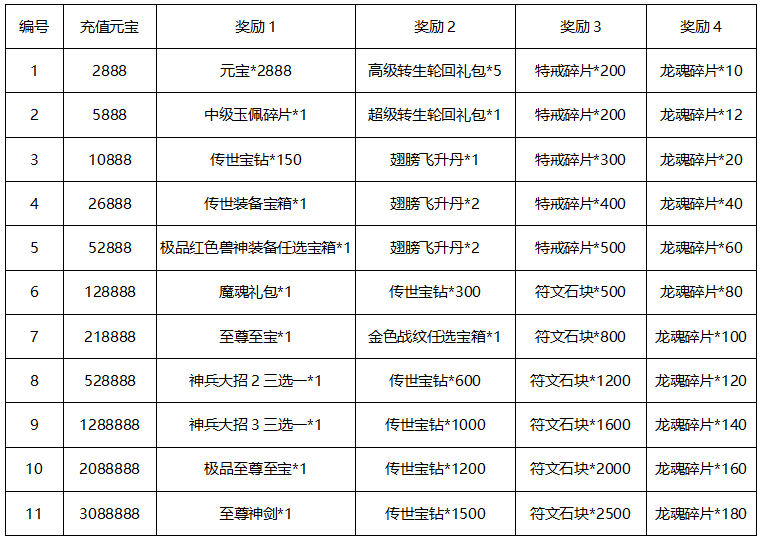 编号 充值元宝 奖励1 奖励2 奖励3 奖励4
1 2888 元宝*2888 高级转生轮回礼包*5 特戒碎片*200 龙魂碎片*10
2 5888 中级玉佩碎片*1 超级转生轮回礼包*1 特戒碎片*200 龙魂碎片*12
3 10888 传世宝钻*150 翅膀飞升丹*1 特戒碎片*300 龙魂碎片*20
4 26888 传世装备宝箱*1 翅膀飞升丹*2 特戒碎片*400 龙魂碎片*40
5 52888 极品红色兽神装备任选宝箱*1 翅膀飞升丹*2 特戒碎片*500 龙魂碎片*60
6 128888 魔魂礼包*1 传世宝钻*300 符文石块*500 龙魂碎片*80
7 218888 至尊至宝*1 金色战纹任选宝箱*1 符文石块*800 龙魂碎片*100
8 528888 神兵大招2三选一*1 传世宝钻*600 符文石块*1200 龙魂碎片*120
9 1288888 神兵大招3三选一*1 传世宝钻*1000 符文石块*1600 龙魂碎片*140
10 2088888 极品至尊至宝*1 传世宝钻*1200 符文石块*2000 龙魂碎片*160
11 3088888 至尊神剑*1 传世宝钻*1500 符文石块*2500 龙魂碎片*180